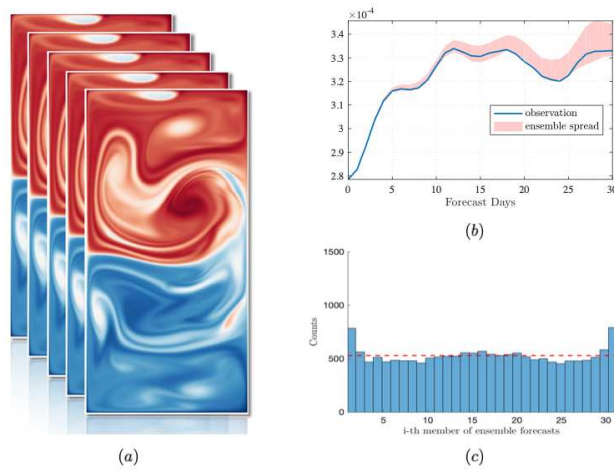 ×10⁻⁴
3.4
3.3
3.2
3.1
3
2.9
2.8
0 5 10 15 20 25 30
Forecast Days
observation
ensemble spread
(b)
1500
1000
500
0
Counts
5 10 15 20 25 30
i-th member of ensemble forecasts
(a)
(c)